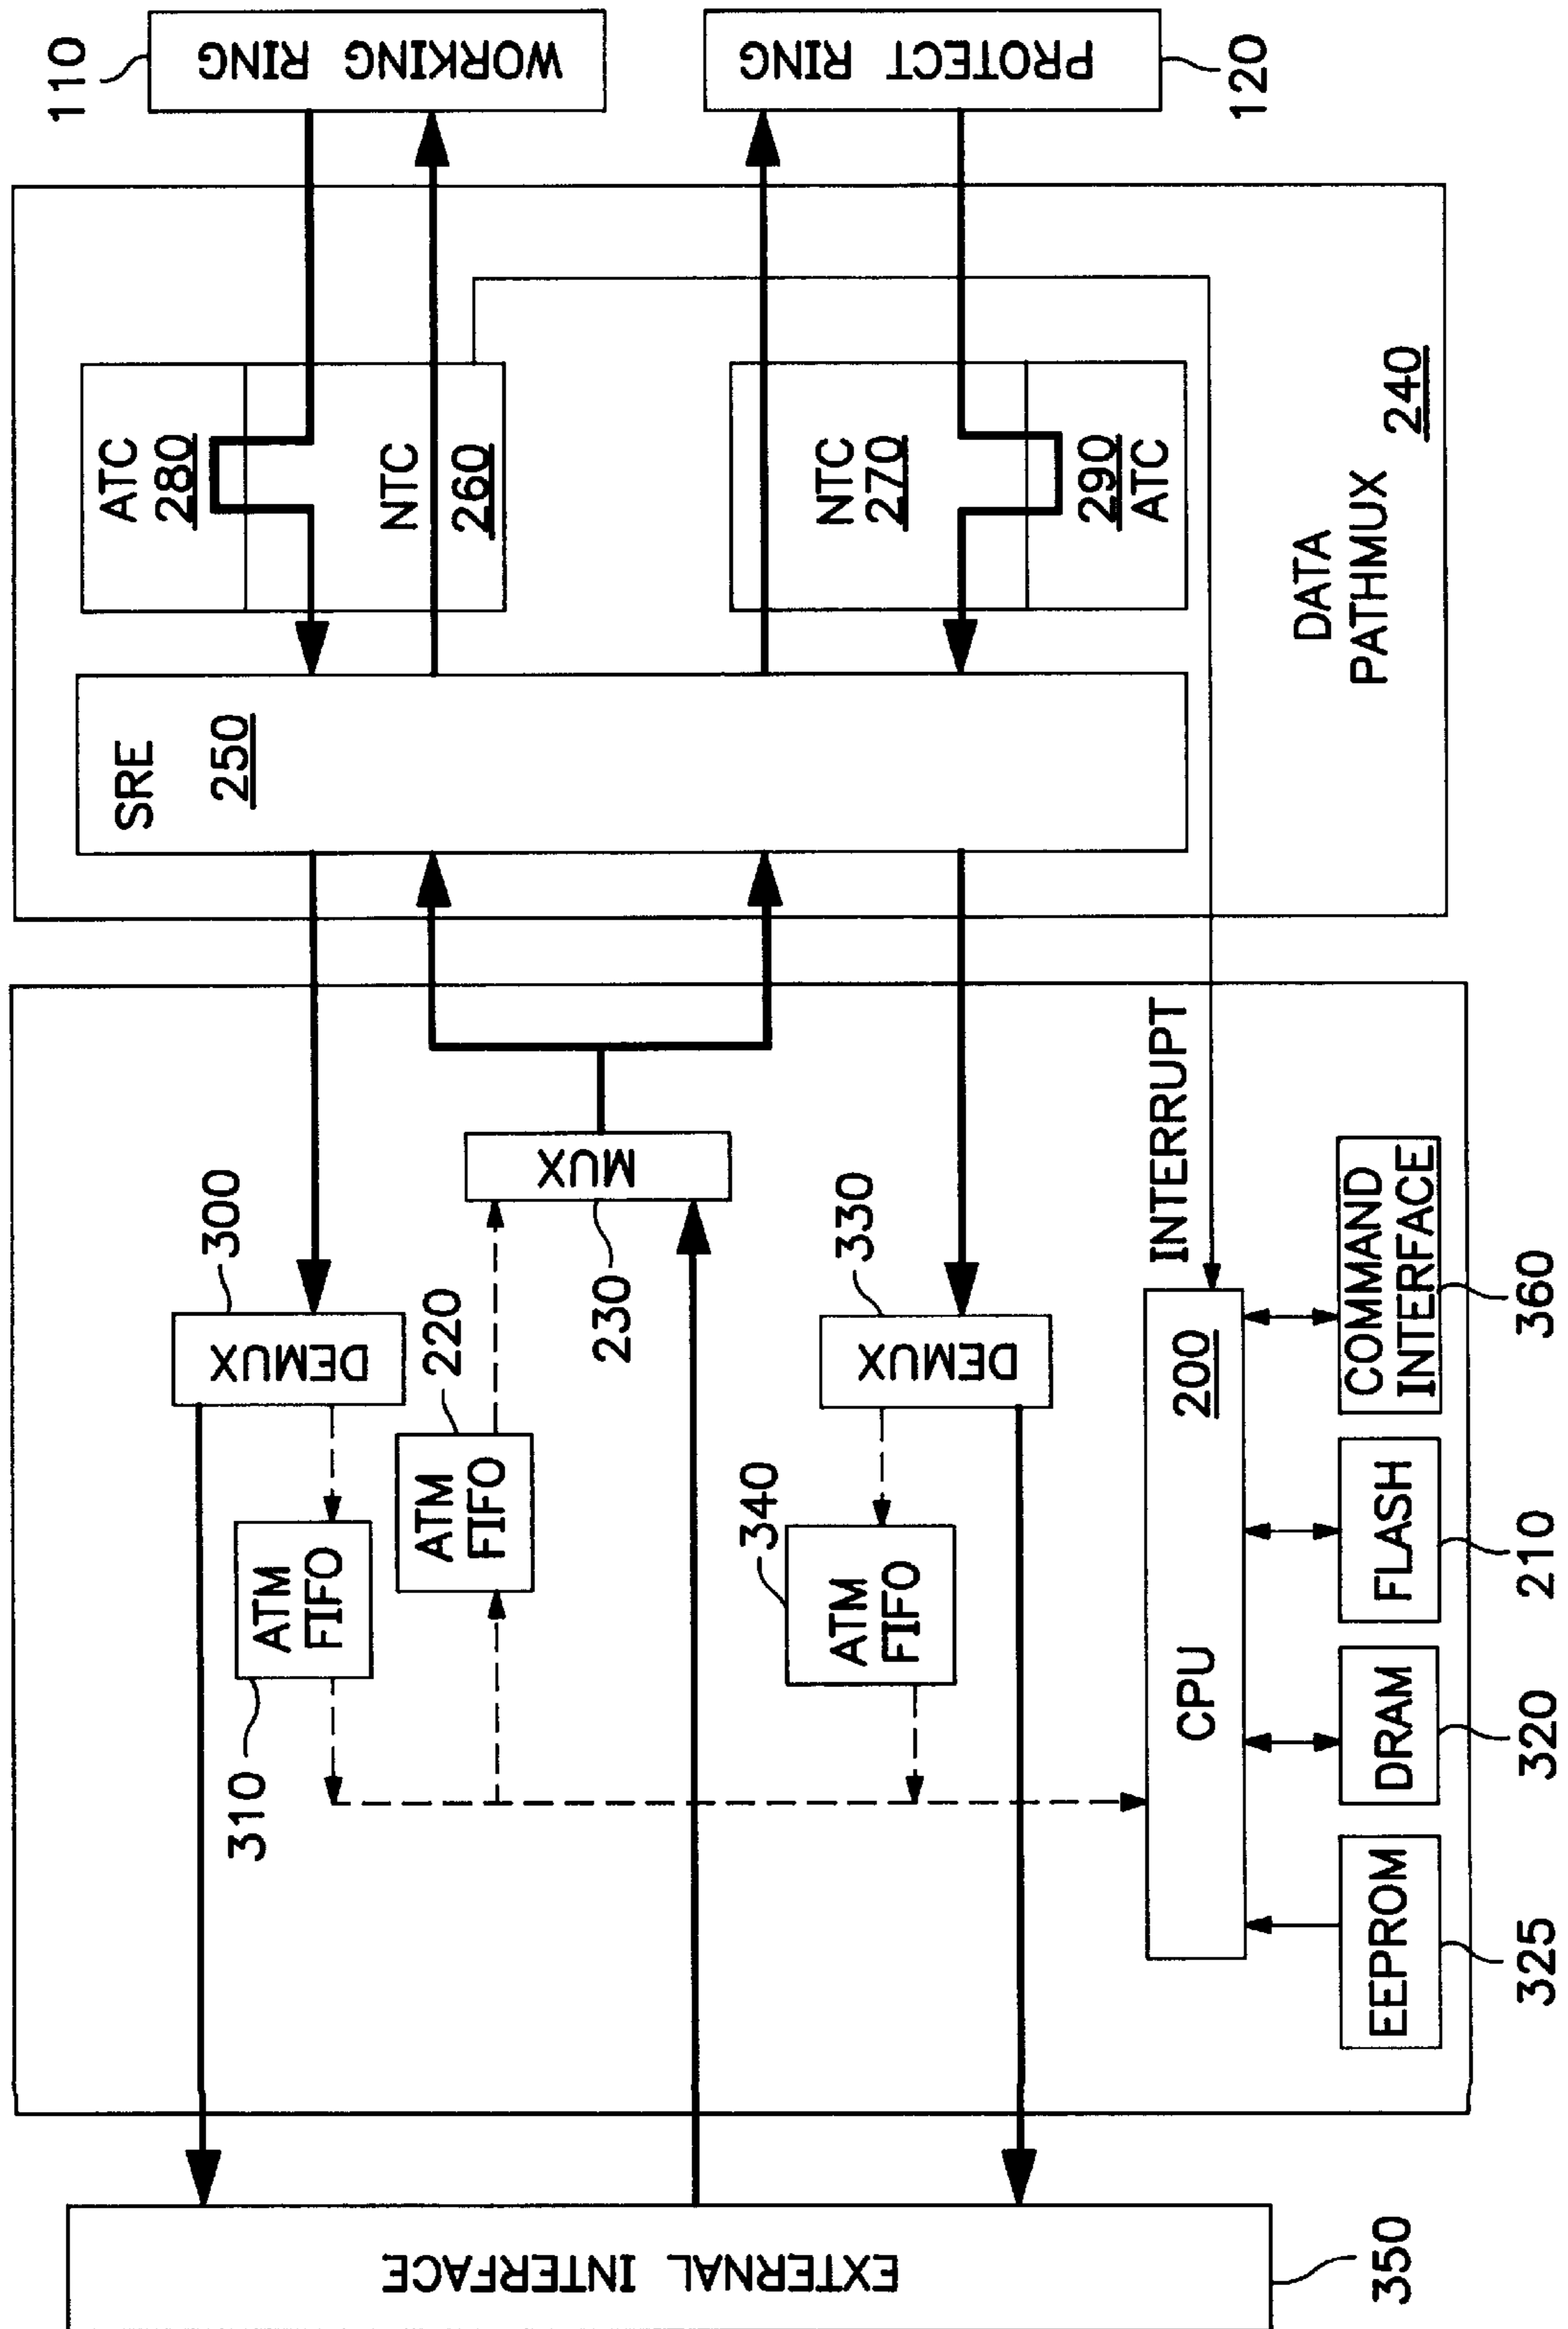 110
WORKING RING
PROTECT RING
120
ATC
280
NTC
260
NTC
270
290
ATC
SRE
250
DATA
PATHMUX
240
300
DEMUX
ATM
FIFO
310
220
ATM
FIFO
MUX
230
330
DEMUX
340
ATM
FIFO
INTERRUPT
CPU
200
EEPROM
325
DRAM
320
FLASH
210
COMMAND
INTERFACE
360
EXTERNAL INTERFACE
350